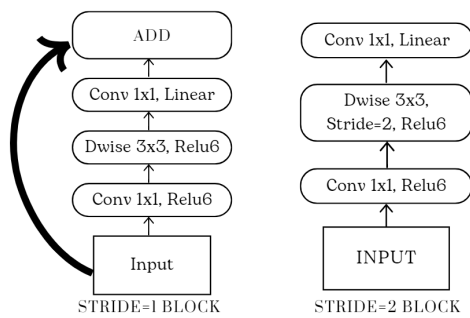 ADD
Conv 1x1, Linear
Dwise 3x3, Relu6
Conv 1x1, Relu6
Input
STRIDE=1 BLOCK
Conv 1x1, Linear
Dwise 3x3,
Stride=2, Relu6
Conv 1x1, Relu6
INPUT
STRIDE=2 BLOCK